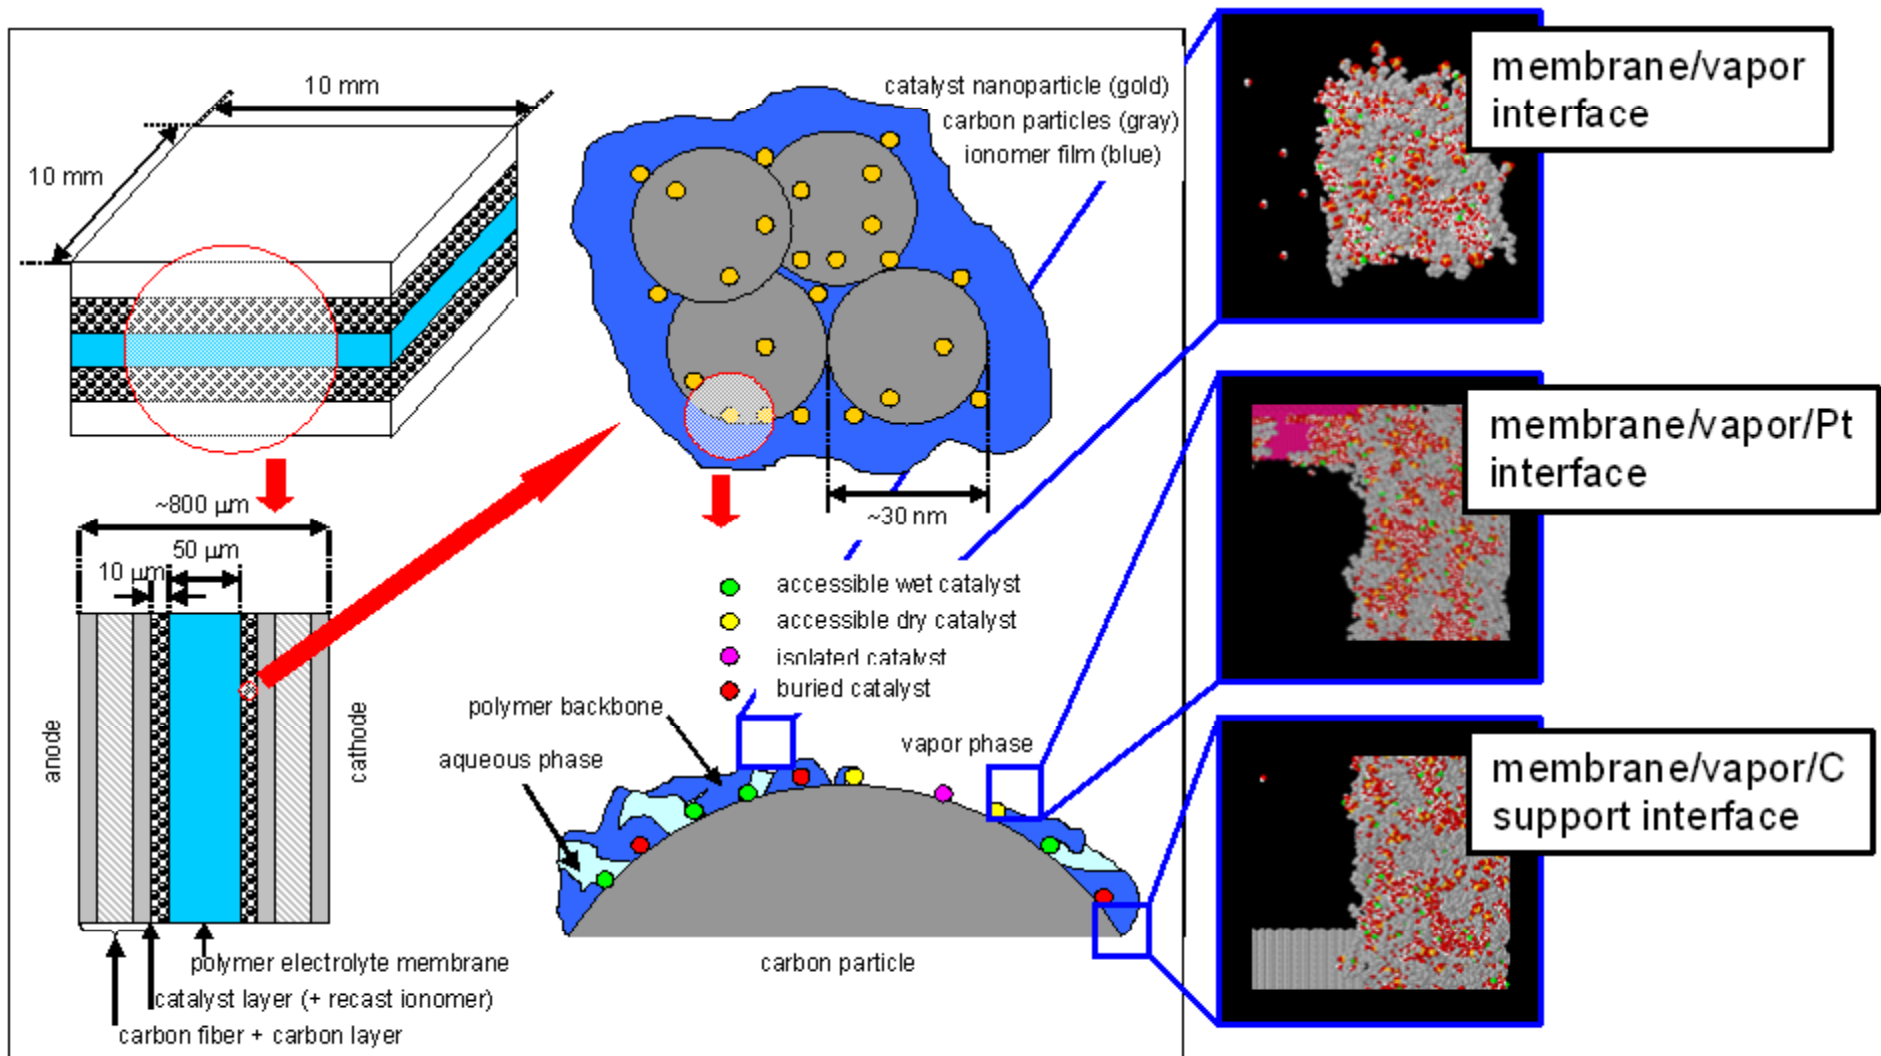 10 mm
10 mm
catalyst nanoparticle (gold)
carbon particles (gray)
ionomer film (blue)
membrane/vapor
interface
membrane/vapor/Pt
interface
membrane/vapor/C
support interface
~800 µm
50 µm
10 µm
~30 nm
accessible wet catalyst
accessible dry catalyst
isolated catalyst
buried catalyst
anode
cathode
polymer backbone
aqueous phase
vapor phase
carbon particle
polymer electrolyte membrane
catalyst layer (+ recast ionomer)
carbon fiber + carbon layer